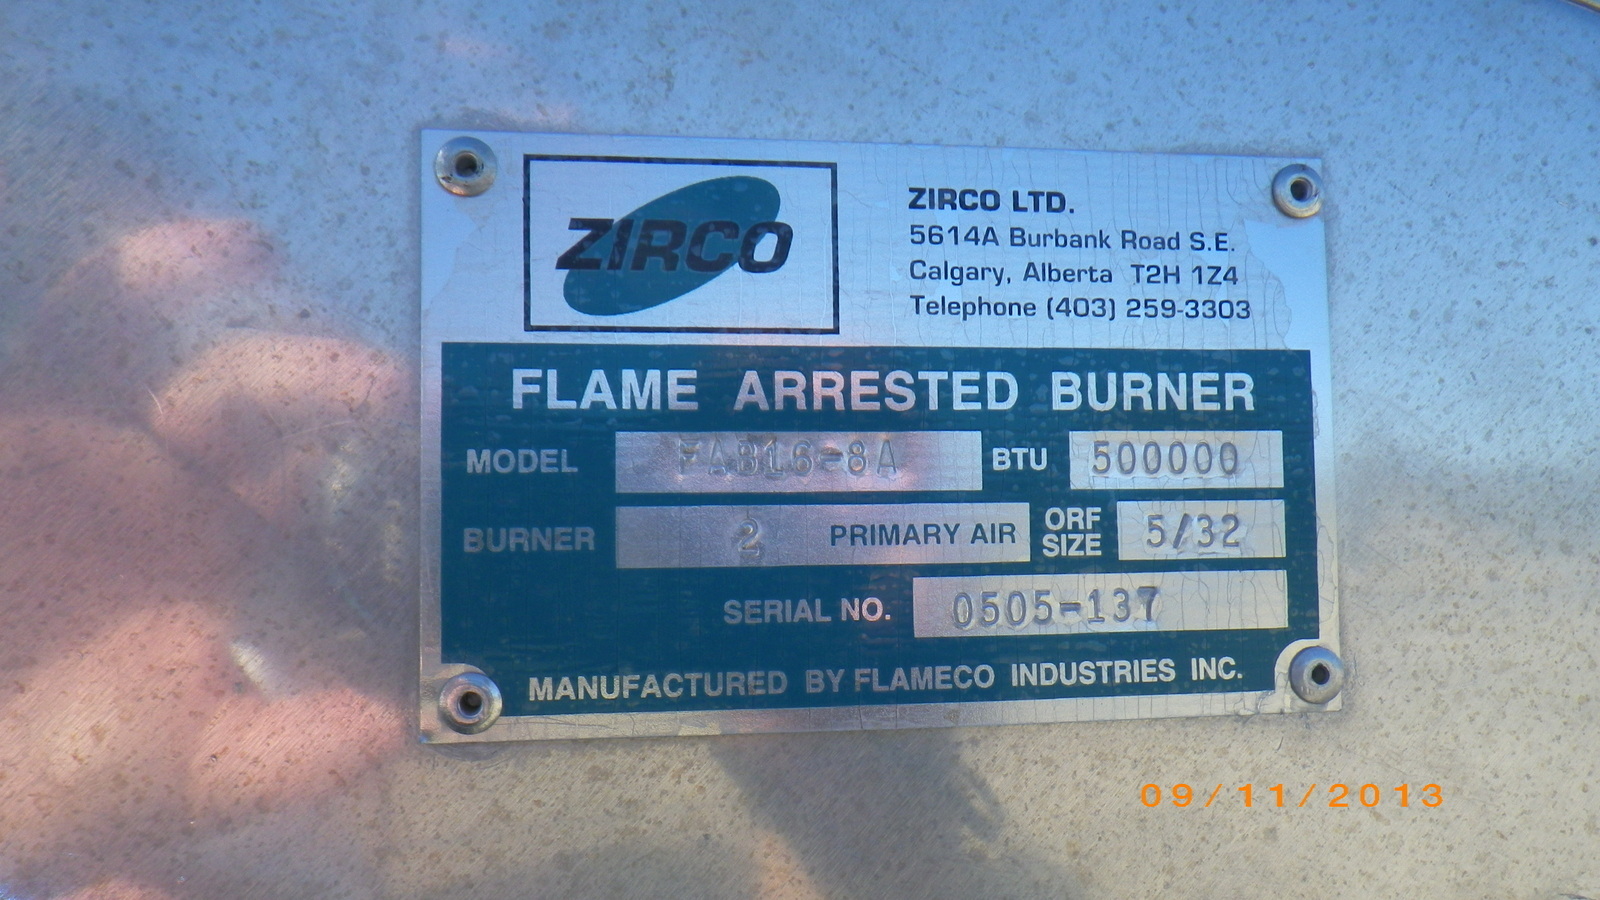 ZIRCO
ZIRCO LTD.
5614A Burbank Road S.E.
Calgary, Alberta T2H 1Z4
Telephone (403) 259-3303
FLAME ARRESTED BURNER
MODEL FAB16-8A BTU 500000
BURNER 2 PRIMARY AIR ORF SIZE 5/32
SERIAL NO. 0505-137
MANUFACTURED BY FLAMECO INDUSTRIES INC.
09/11/2013